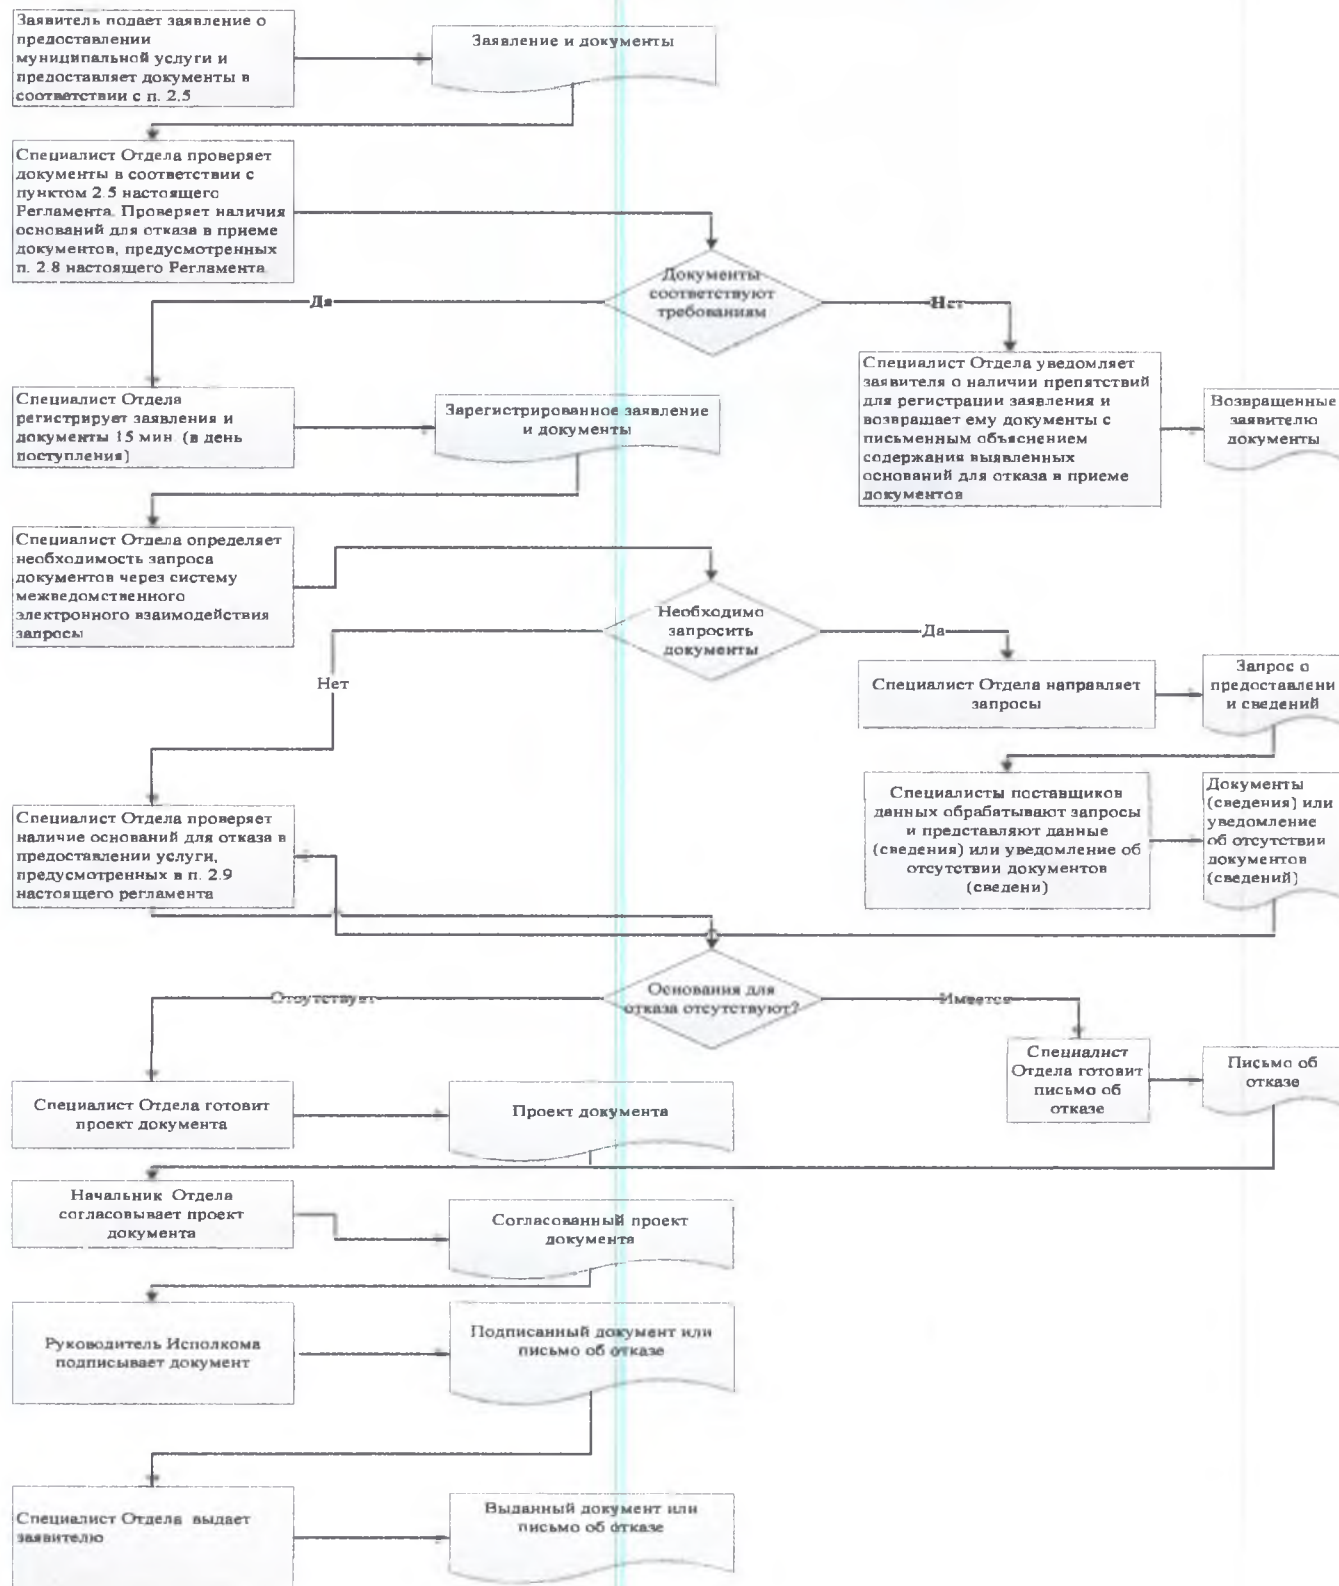 Заявитель подает заявление о
предоставлении
муниципальной услуги и
предоставляет документы в
соответствии с п. 2.5
Заявление и документы
Специалист Отдела проверяет
документы в соответствии с
пунктом 2.5 настоящего
Регламента. Проверяет наличия
оснований для отказа в приеме
документов, предусмотренных
п. 2.8 настоящего Регламента.
Документы
соответствуют
требованиям
Да
Нет
Специалист Отдела
регистрирует заявления и
документы 15 мин. (в день
поступления)
Зарегистрированное заявление
и документы
Специалист Отдела уведомляет
заявителя о наличии препятствий
для регистрации заявления и
возвращает ему документы с
письменным объяснением
содержания выявленных
оснований для отказа в приеме
документов
Возвращенные
заявителю
документы
Специалист Отдела определяет
необходимость запроса
документов через систему
межведомственного
электронного взаимодействия
запросы
Необходимо
запросить
документы
Нет
Да
Специалист Отдела направляет
запросы
Запрос о
предоставлени
и сведений
Специалист Отдела проверяет
наличие оснований для отказа в
предоставлении услуги,
предусмотренных в п. 2.9
настоящего регламента
Специалисты поставщиков
данных обрабатывают запросы
и представляют данные
(сведения) или уведомление об
отсутствии документов
(сведени)
Документы
(сведения) или
уведомление
об отсутствии
документов
(сведений)
Основания для
отказа отсутствуют?
Отсутствует
Имеется
Специалист
Отдела готовит
письмо об
отказе
Письмо об
отказе
Специалист Отдела готовит
проект документа
Проект документа
Начальник Отдела
согласовывает проект
документа
Согласованный проект
документа
Руководитель Исполкома
подписывает документ
Подписанный документ или
письмо об отказе
Специалист Отдела выдает
заявителю
Выданный документ или
письмо об отказе